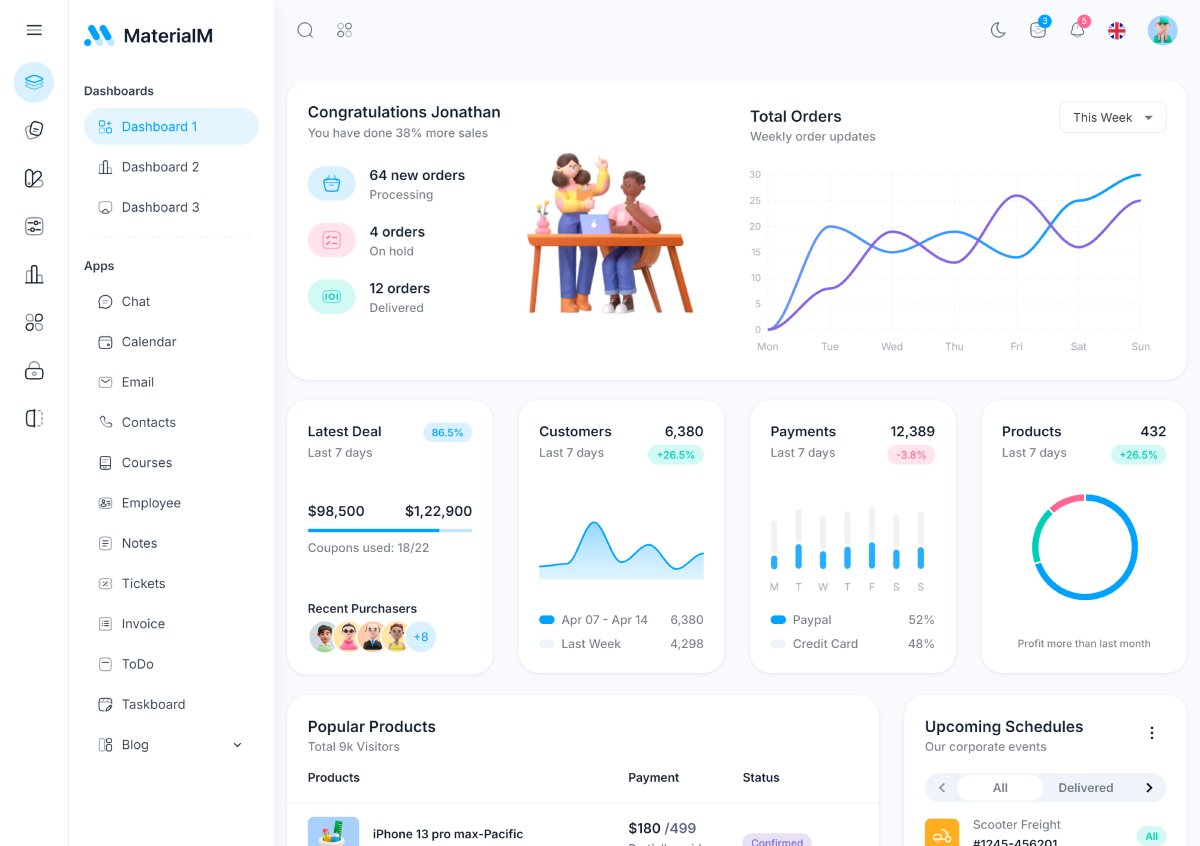 MaterialM
Dashboards
Dashboard 1
Dashboard 2
Dashboard 3
Apps
Chat
Calendar
Email
Contacts
Courses
Employee
Notes
Tickets
Invoice
ToDo
Taskboard
Blog
3
5
Congratulations Jonathan
You have done 38% more sales
64 new orders
Processing
4 orders
On hold
12 orders
Delivered
Total Orders
Weekly order updates
This Week
30
25
20
15
10
5
0
Mon Tue Wed Thu Fri Sat Sun
Latest Deal 86.5%
Last 7 days
$98,500 $1,22,900
Coupons used: 18/22
Recent Purchasers
+8
Customers 6,380
Last 7 days +26.5%
Apr 07 - Apr 14 6,380
Last Week 4,298
Payments 12,389
Last 7 days -3.8%
M T W T F S S
Paypal 52%
Credit Card 48%
Products 432
Last 7 days +26.5%
Profit more than last month
Popular Products
Total 9k Visitors
Products Payment Status
iPhone 13 pro max-Pacific
$180 /499
Confirmed
Upcoming Schedules
Our corporate events
All Delivered
Scooter Freight
#1245-456201
All